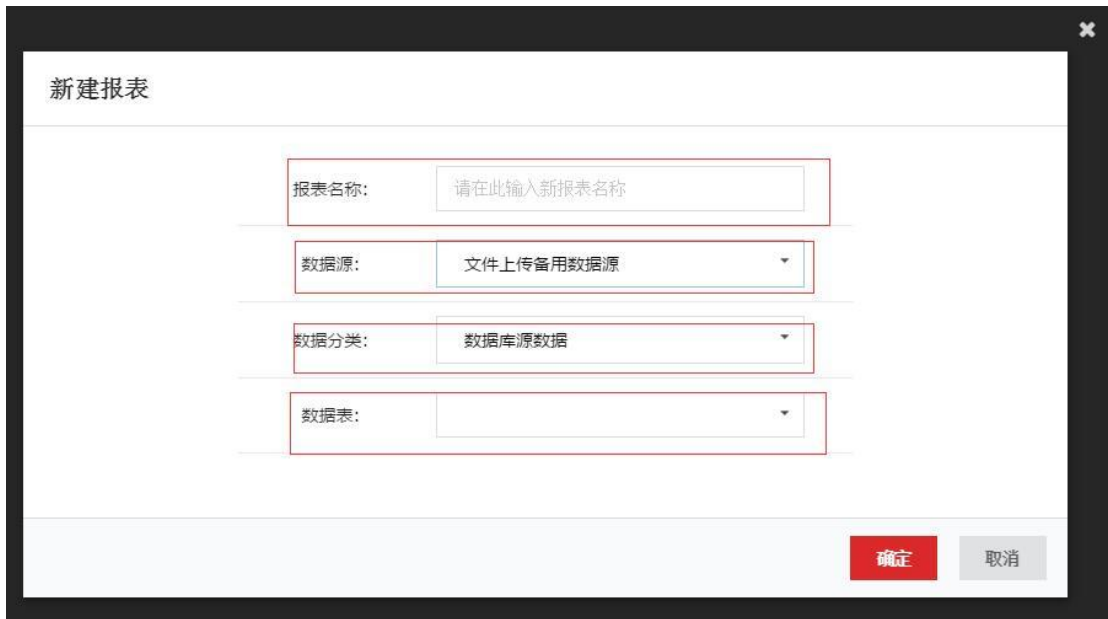 新建报表
报表名称： 请在此输入新报表名称
数据源： 文件上传备用数据源
数据分类： 数据库源数据
数据表：
确定 取消